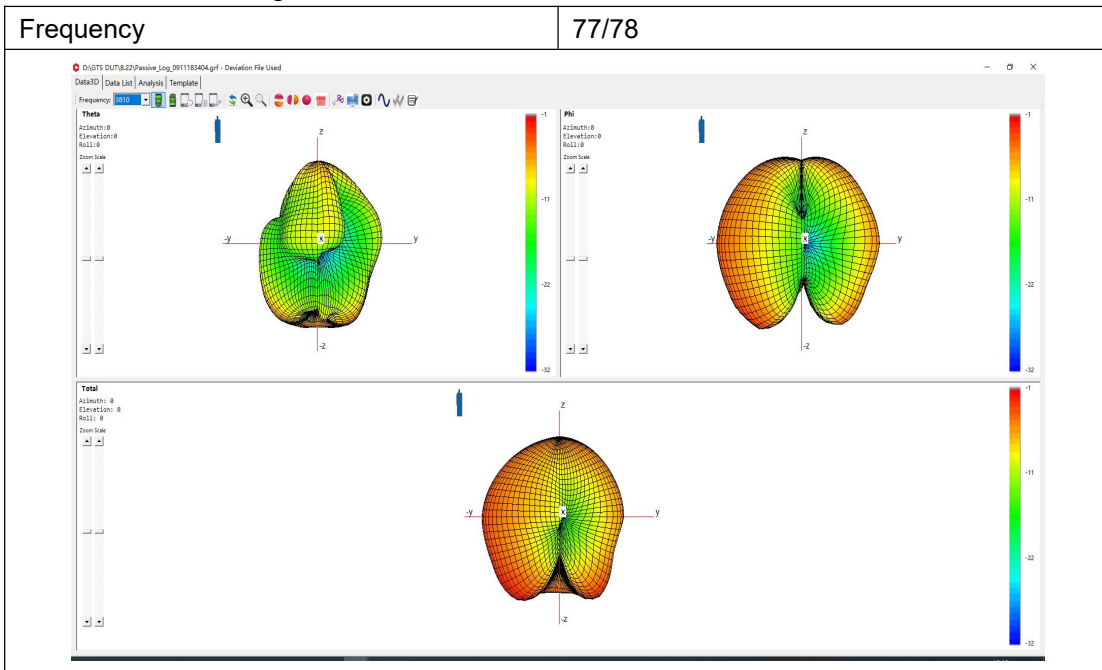 Frequency 77/78
D:\GTS DUT\8.22\Passive_Log_0911183404.grf - Deviation File Used
Data3D Data List Analysis Template
Frequency: 3810
Theta
Azimuth:0
Elevation:0
Roll:0
Zoom Scale
z
-y
x
y
-z
-1
-11
-22
-32
Phi
Azimuth:0
Elevation:0
Roll:0
Zoom Scale
z
-y
x
y
-z
-1
-11
-22
-32
Total
Azimuth: 0
Elevation: 0
Roll: 0
Zoom Scale
z
-y
x
y
-z
-1
-11
-22
-32